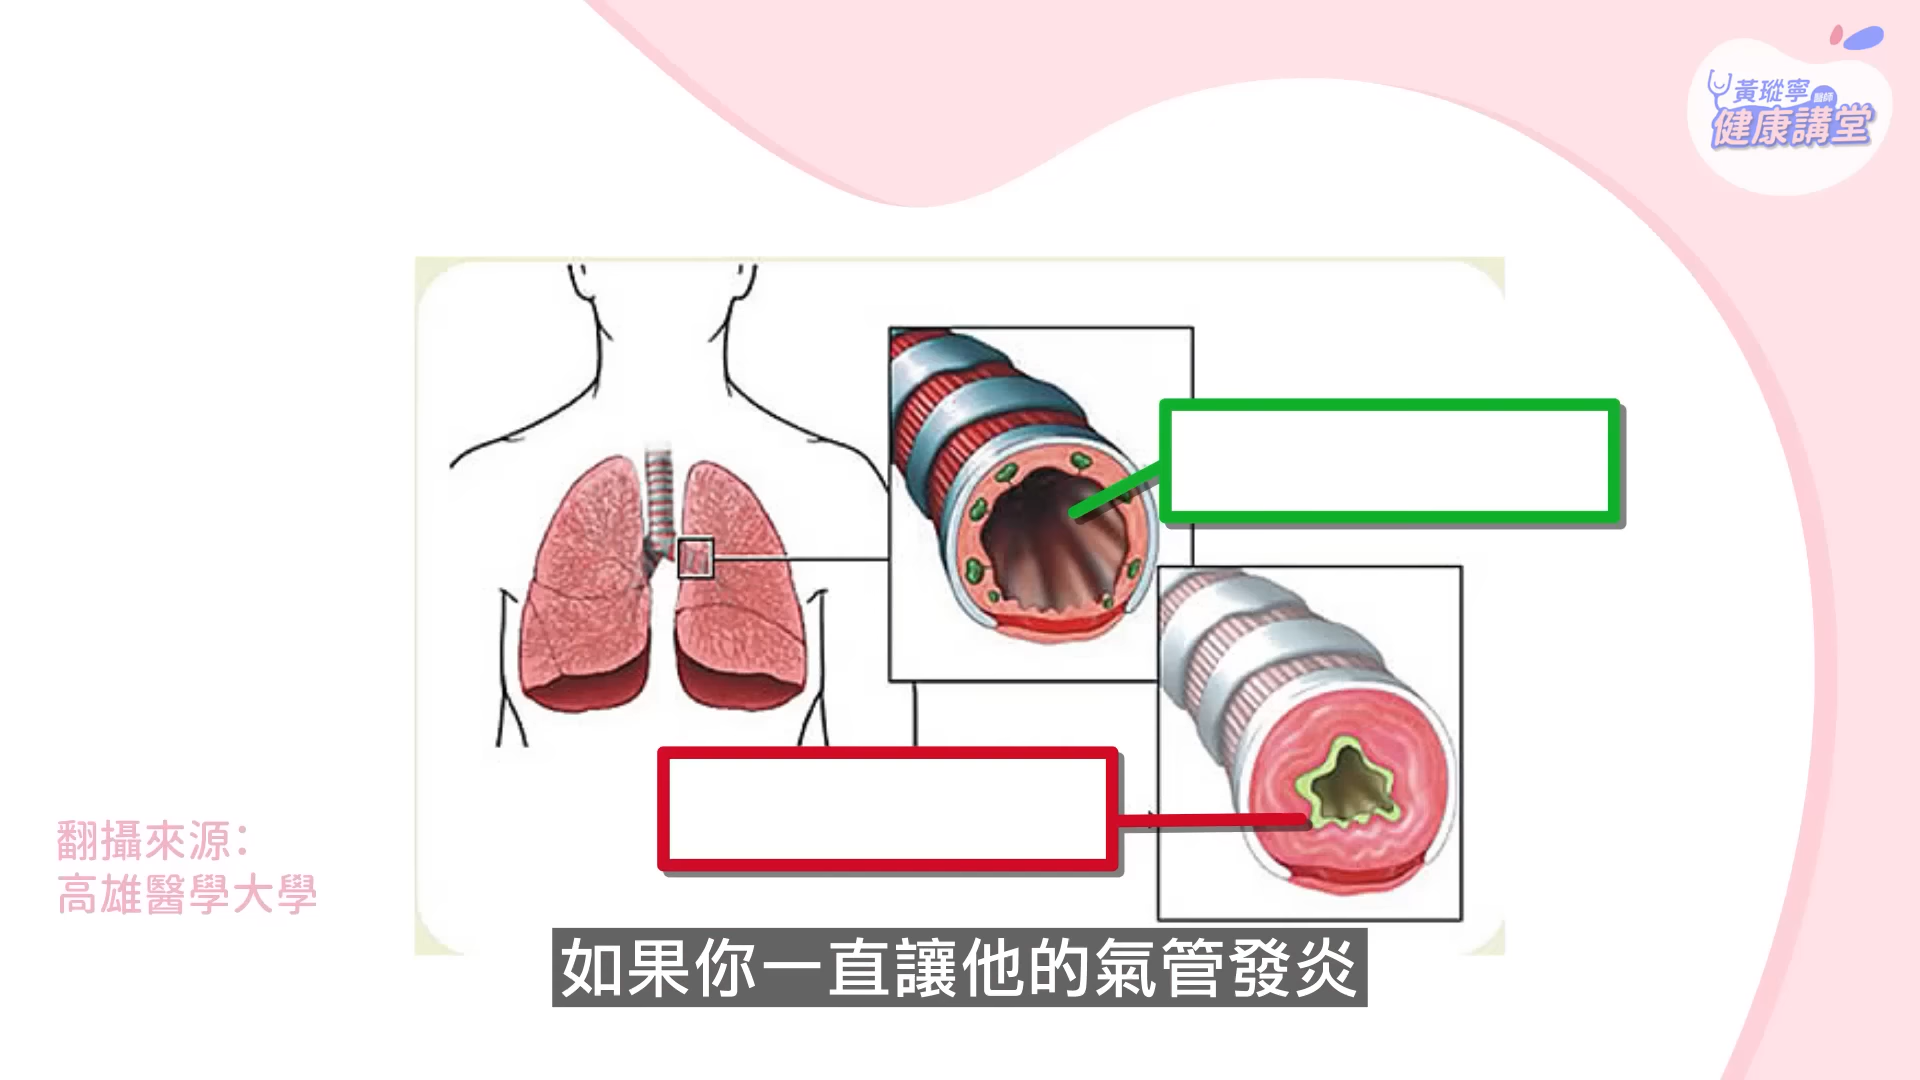 黃瑽寧醫師
健康講堂
翻攝來源：
高雄醫學大學
如果你一直讓他的氣管發炎